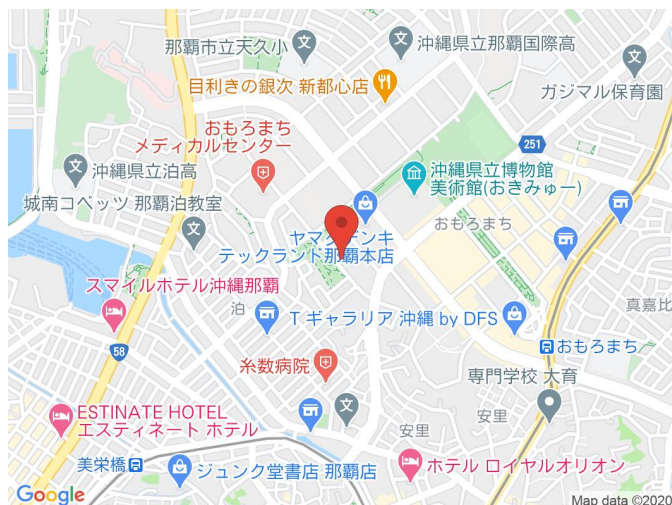 那覇市立天久小
沖縄県立那覇国際高
目利きの銀次 新都心店
ガジマル保育園
おもろまち
メディカルセンター
251
沖縄県立泊高
沖縄県立博物館
美術館(おきみゅー)
城南コベッツ 那覇泊教室
おもろまち
ヤマダデンキ
テックランド那覇本店
スマイルホテル沖縄那覇
泊
T ギャラリア 沖縄 by DFS
真嘉比
58
おもろまち
糸数病院
専門学校 大育
ESTINATE HOTEL
エスティネート ホテル
安里
安里
美栄橋
ジュンク堂書店 那覇店
ホテル ロイヤルオリオン
Google
Map data ©2020